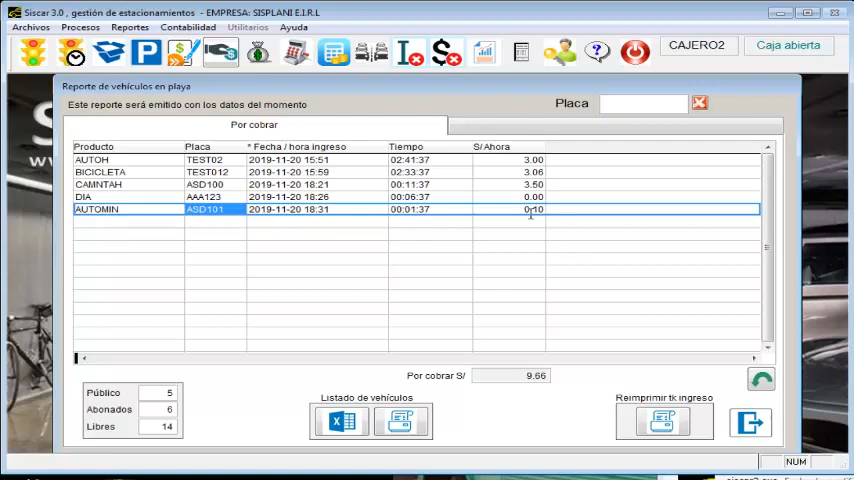 Siscar 3.0 , gestión de estacionamientos - EMPRESA: SISPLANI E.I.R.L
Archivos Procesos Reportes Contabilidad Utilitarios Ayuda
CAJERO2 Caja abierta
Reporte de vehículos en playa
Este reporte será emitido con los datos del momento Placa
Por cobrar
Producto Placa * Fecha / hora ingreso Tiempo S/Ahora
AUTOH TEST02 2019-11-20 15:51 02:41:37 3.00
BICICLETA TEST012 2019-11-20 15:59 02:33:37 3.06
CAMNTAH ASD100 2019-11-20 18:21 00:11:37 3.50
DIA AAA123 2019-11-20 18:26 00:06:37 0.00
AUTOMIN ASD101 2019-11-20 18:31 00:01:37 0.10
Por cobrar S/ 9.66
Público 5
Abonados 6
Libres 14
Listado de vehículos
Reimprimir tk ingreso
NUM